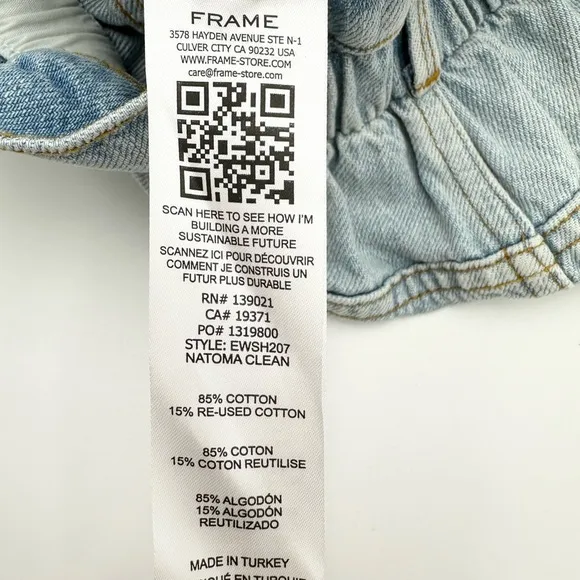 FRAME
3578 HAYDEN AVENUE STE N-1
CULVER CITY CA 90232 USA
WWW.FRAME-STORE.COM
care@frame-store.com
SCAN HERE TO SEE HOW I'M
BUILDING A MORE
SUSTAINABLE FUTURE
SCANNEZ ICI POUR DÉCOUVRIR
COMMENT JE CONSTRUIS UN
FUTUR PLUS DURABLE
RN# 139021
CA# 19371
PO# 1319800
STYLE: EWSH207
NATOMA CLEAN
85% COTTON
15% RE-USED COTTON
85% COTON
15% COTON REUTILISE
85% ALGODÓN
15% ALGODÓN
REUTILIZADO
MADE IN TURKEY
EN TURQUIE